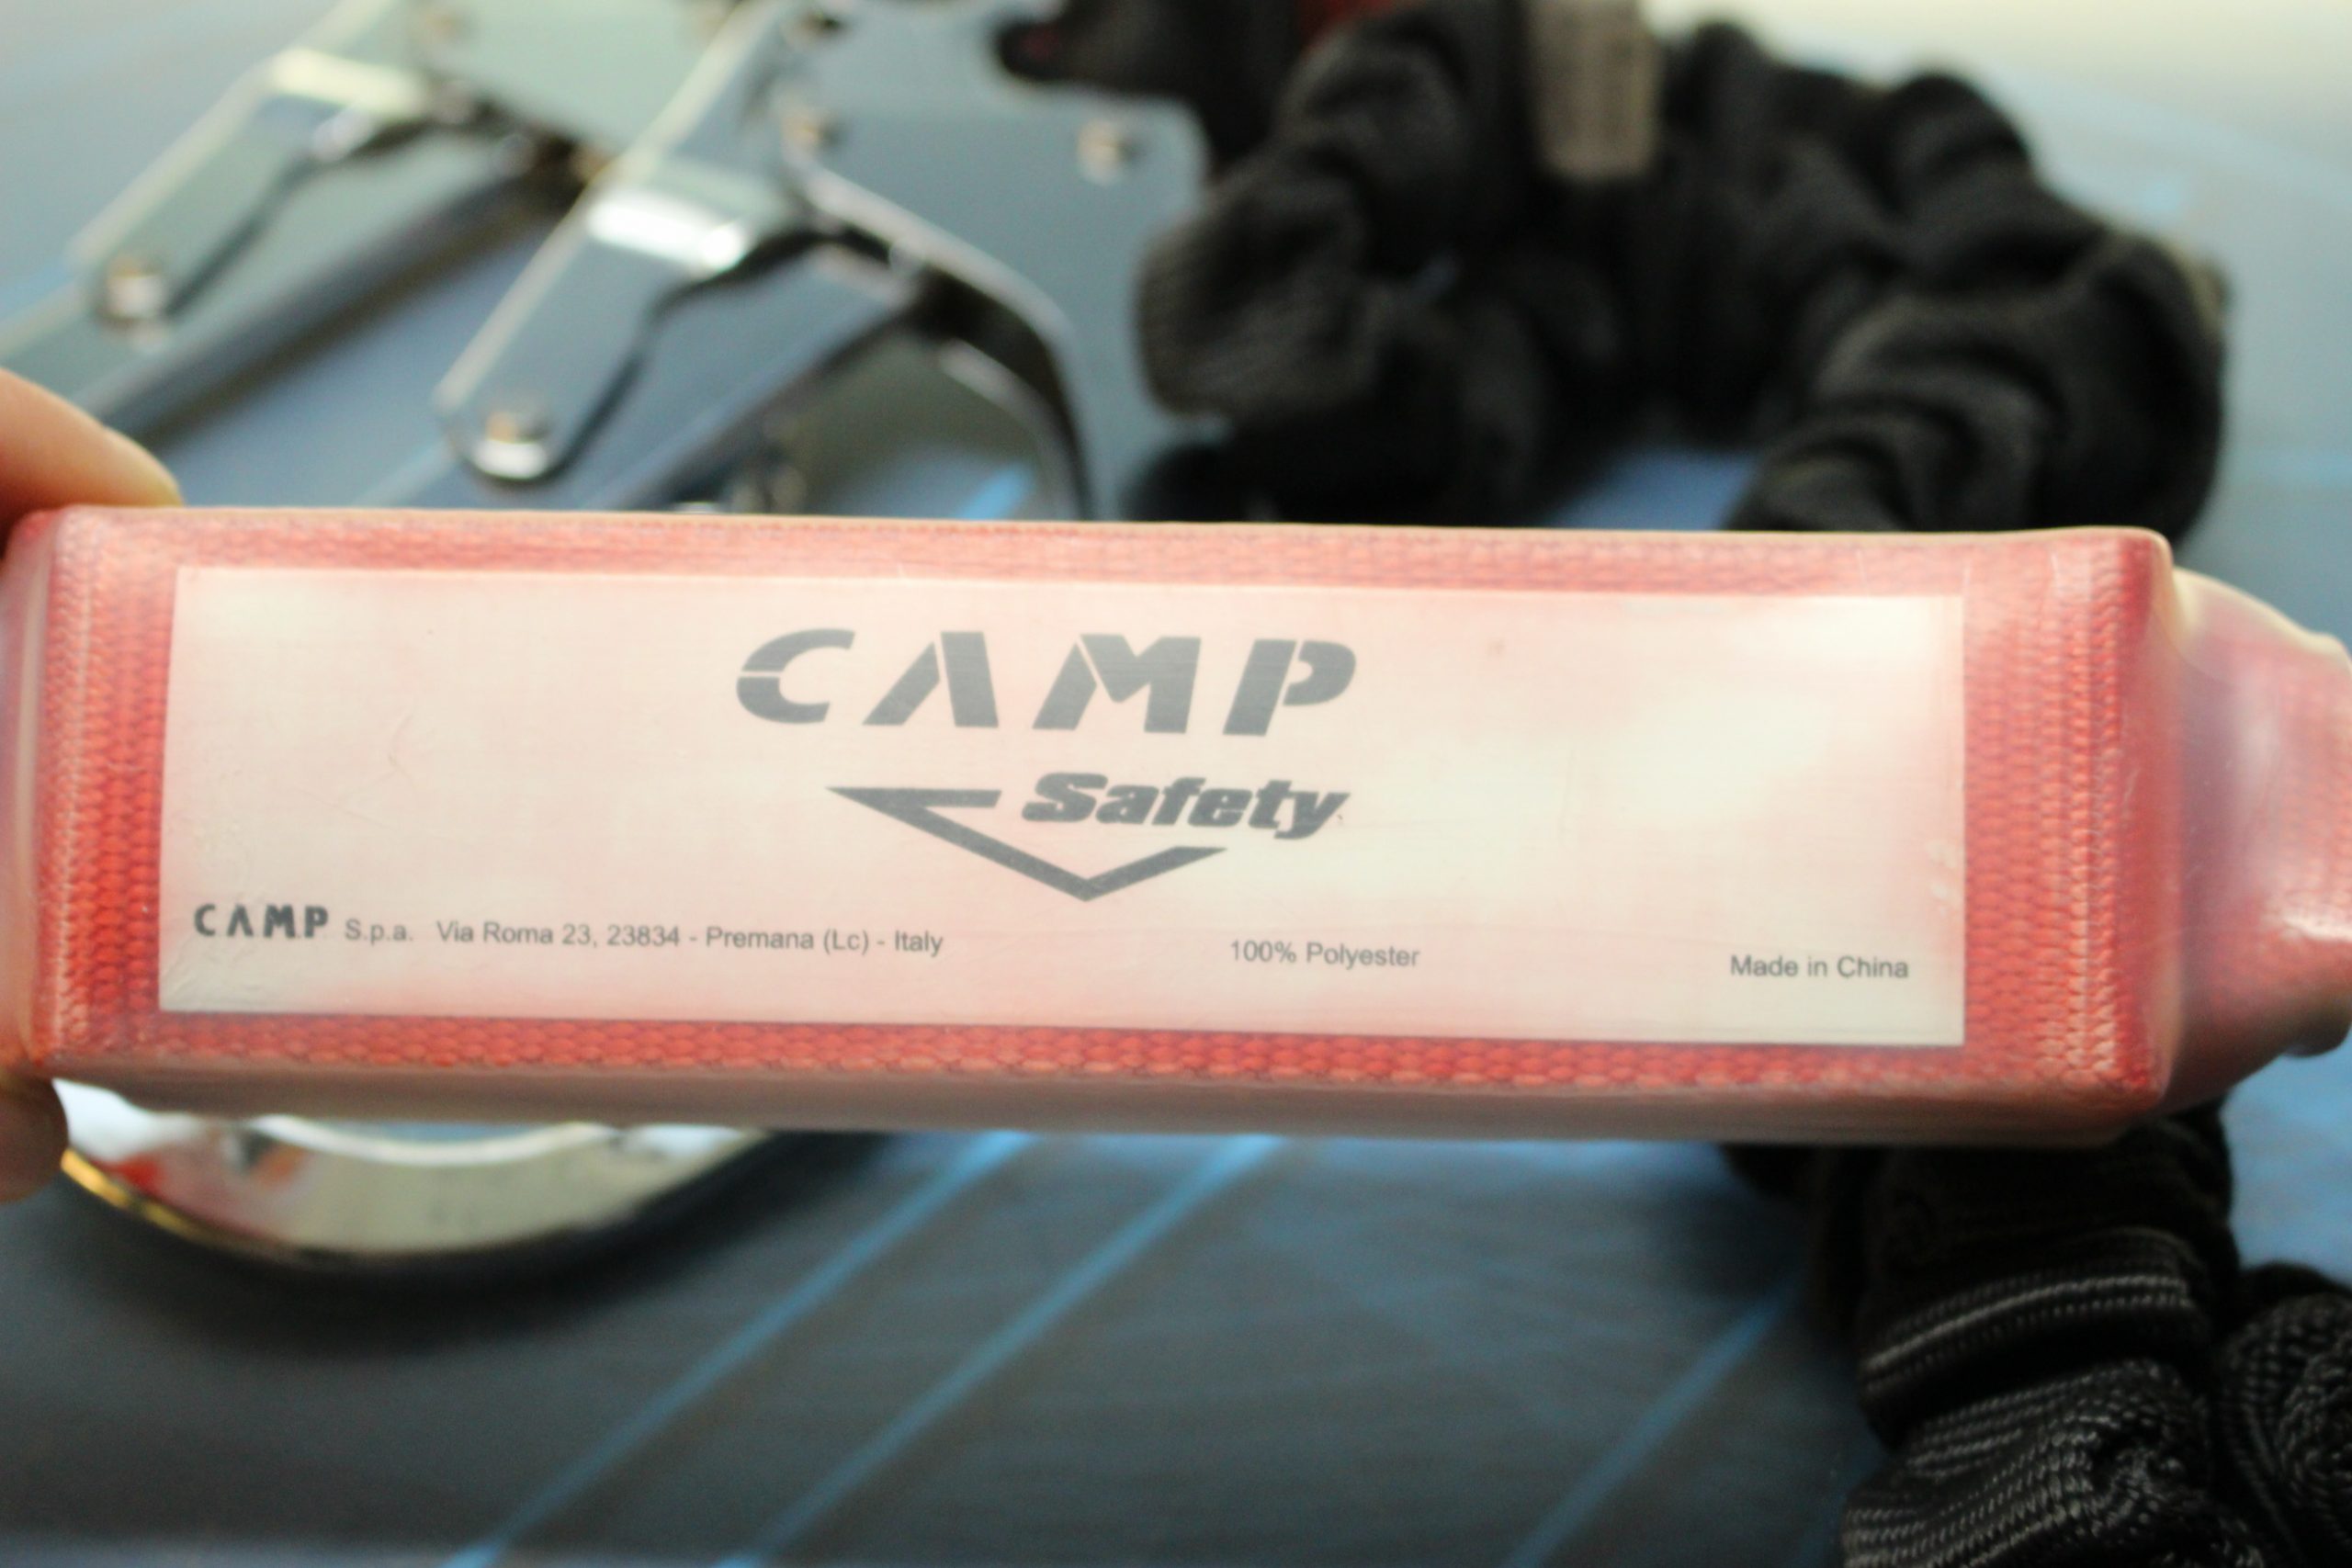 CAMP
Safety
CAMP S.p.a. Via Roma 23, 23834 - Premana (Lc) - Italy 100% Polyester Made in China